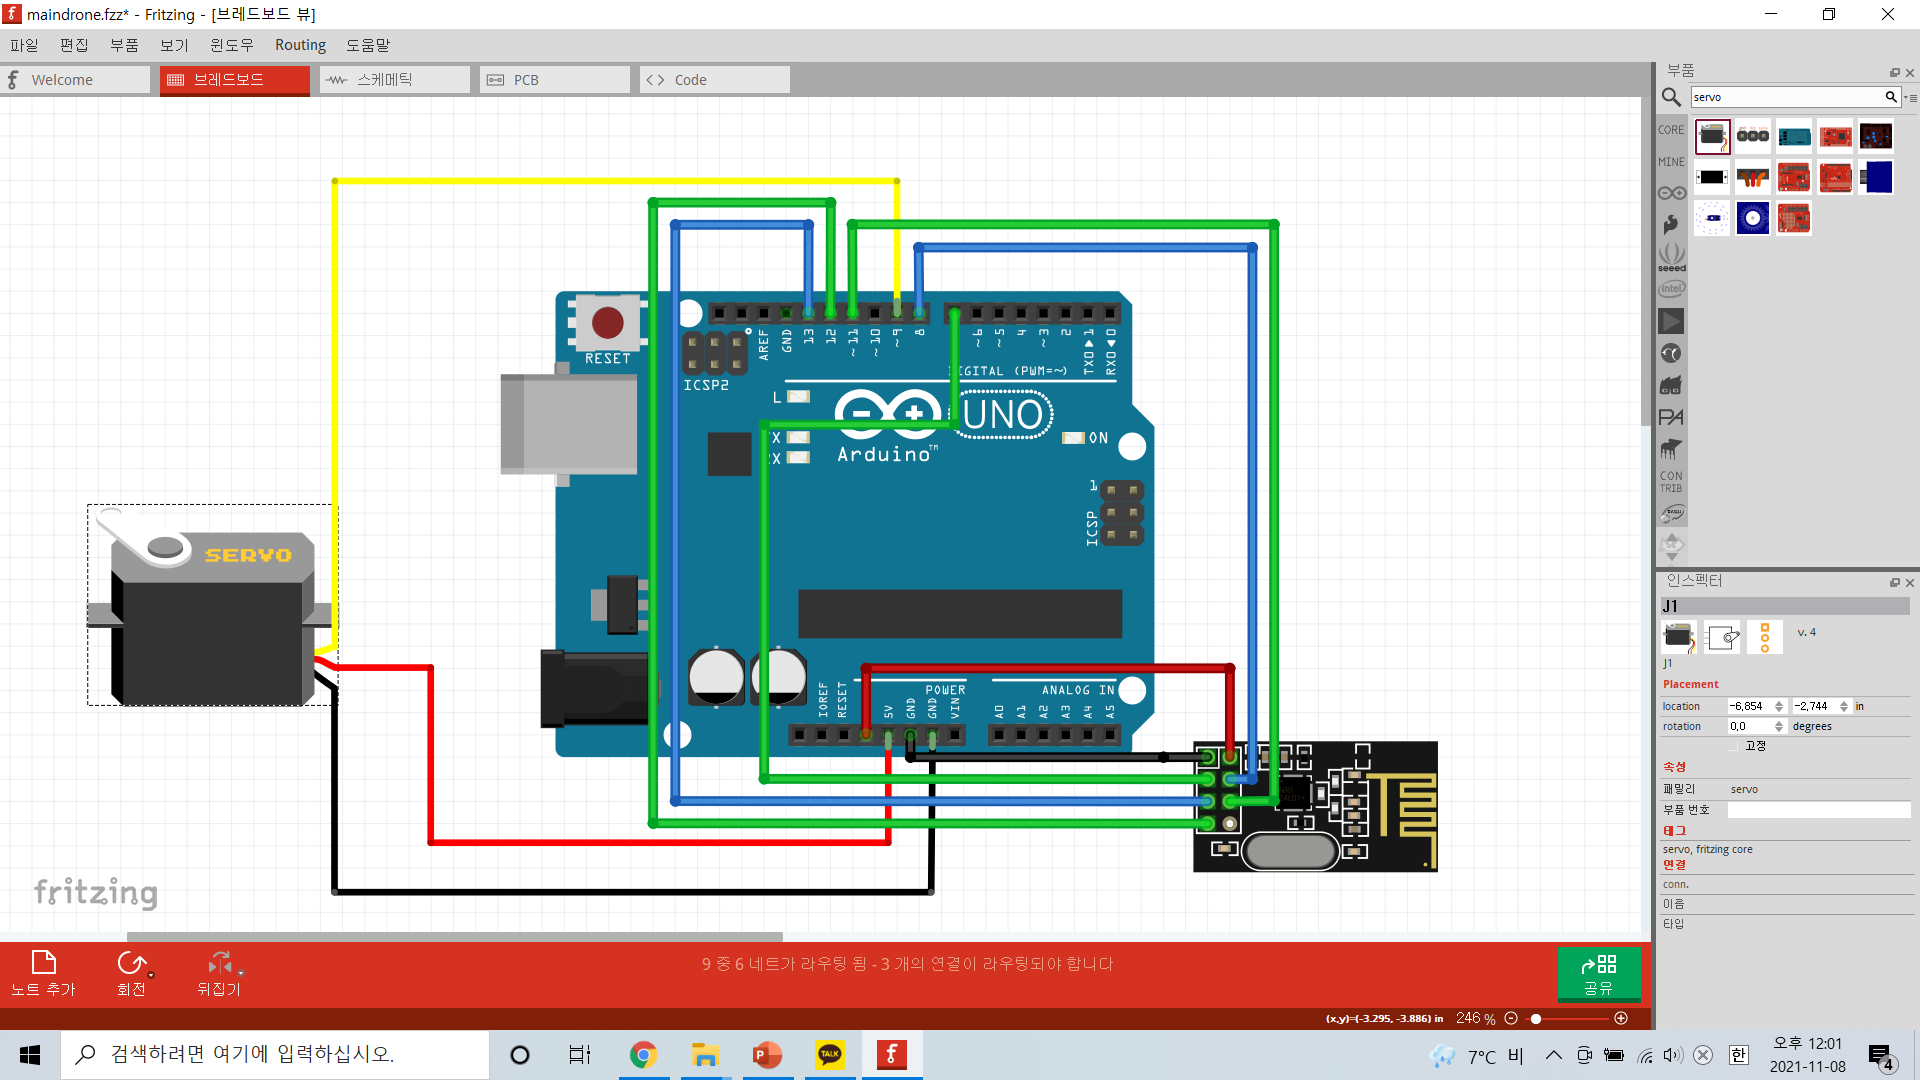 maindrone.fzz* - Fritzing - [브레드보드 뷰]
파일 편집 부품 보기 윈도우 Routing 도움말
Welcome
브레드보드
스케메틱
PCB
Code
부품
servo
CORE
MINE
seeed
intel
PA
CON
TRIB
RESET
ICSP2
AREF
GND
13
12
~11
~10
~9
8
~6
~5
4
~3
2
TX0 1
RX0 0
IGITAL (PWM=~)
L
X
X
UNO
ON
Arduino™
1
ICSP
SERVO
IOREF
RESET
5V
GND
GND
VIN
POWER
ANALOG IN
A0
A1
A2
A3
A4
A5
fritzing
인스펙터
J1
v. 4
J1
Placement
location -6,854 -2,744 in
rotation 0,0 degrees
고정
속성
패밀리 servo
부품 번호
태그
servo, fritzing core
연결
conn.
이름
타입
노트 추가
회전
뒤집기
9 중 6 네트가 라우팅 됨 - 3 개의 연결이 라우팅되야 합니다
공유
(x,y)=(-3.295, -3.886) in 246 %
검색하려면 여기에 입력하십시오.
TALK
7°C 비
한
오후 12:01
2021-11-08
4